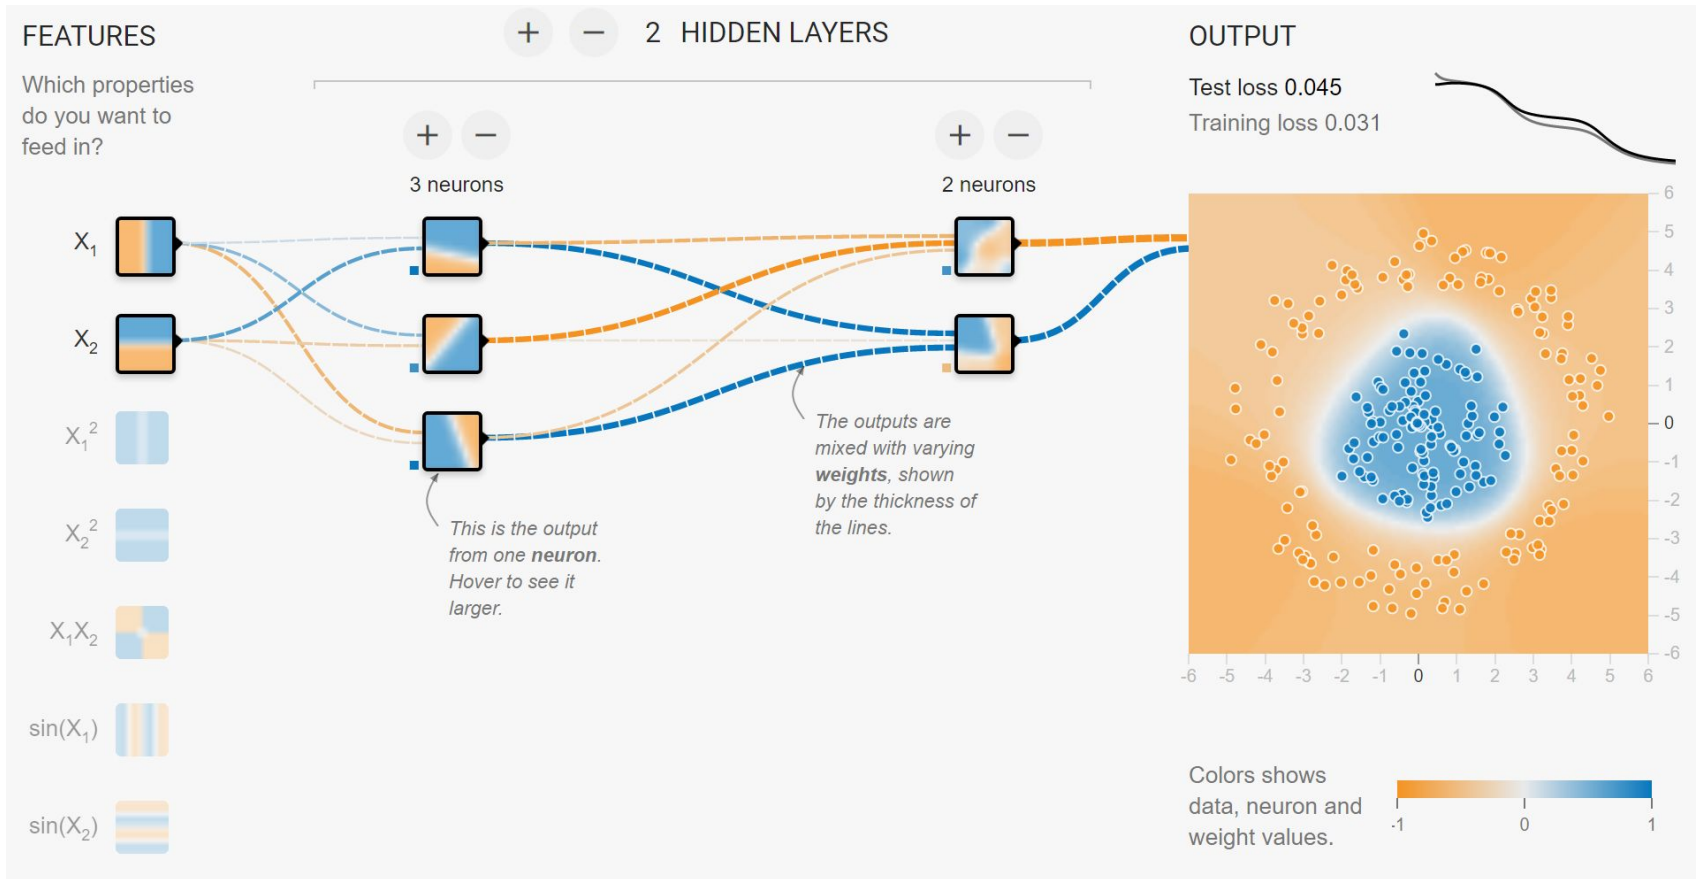 FEATURES
Which properties
do you want to
feed in?
+ − 2 HIDDEN LAYERS
+ −
3 neurons
+ −
2 neurons
X₁
X₂
X₁²
X₂²
X₁X₂
sin(X₁)
sin(X₂)
This is the output
from one neuron.
Hover to see it
larger.
The outputs are
mixed with varying
weights, shown
by the thickness of
the lines.
OUTPUT
Test loss 0.045
Training loss 0.031
6
5
4
3
2
1
0
-1
-2
-3
-4
-5
-6
-6 -5 -4 -3 -2 -1 0 1 2 3 4 5 6
Colors shows
data, neuron and
weight values.
-1 0 1